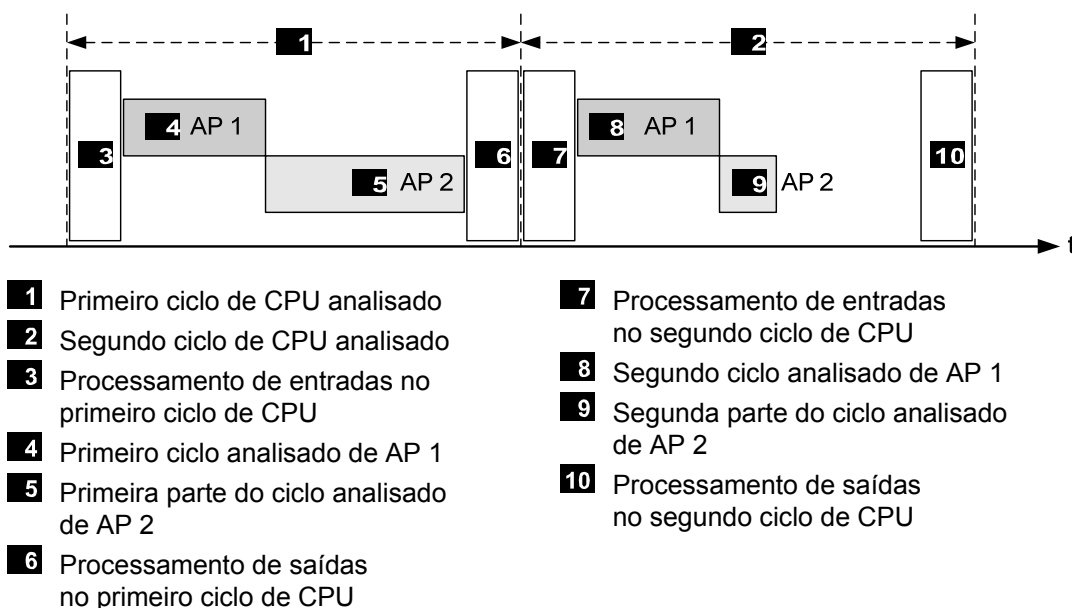 1
2
3
4 AP 1
5 AP 2
6
7
8 AP 1
9 AP 2
10
t
1 Primeiro ciclo de CPU analisado
2 Segundo ciclo de CPU analisado
3 Processamento de entradas no
primeiro ciclo de CPU
4 Primeiro ciclo analisado de AP 1
5 Primeira parte do ciclo analisado
de AP 2
6 Processamento de saídas
no primeiro ciclo de CPU
7 Processamento de entradas
no segundo ciclo de CPU
8 Segundo ciclo analisado de AP 1
9 Segunda parte do ciclo analisado
de AP 2
10 Processamento de saídas
no segundo ciclo de CPU